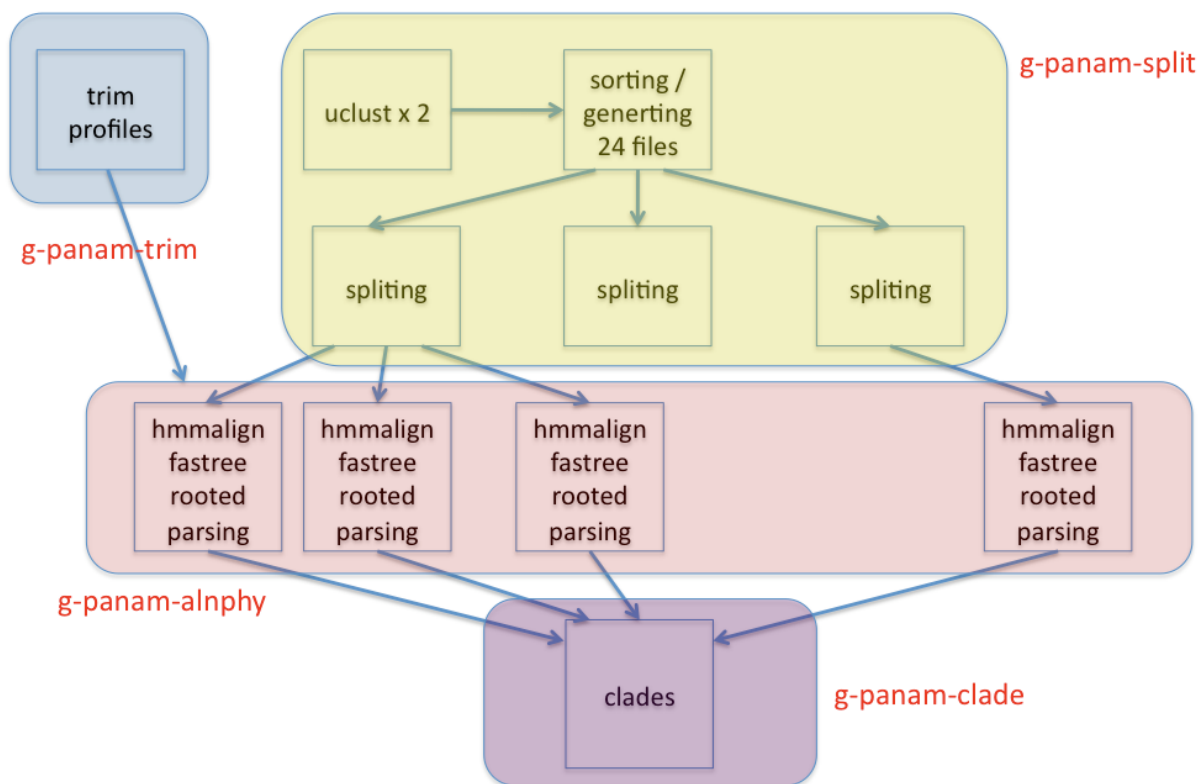 trim
profiles
g-panam-trim
uclust x 2
sorting /
generting
24 files
g-panam-split
spliting
spliting
spliting
hmmalign
fastree
rooted
parsing
hmmalign
fastree
rooted
parsing
hmmalign
fastree
rooted
parsing
hmmalign
fastree
rooted
parsing
g-panam-alnphy
clades
g-panam-clade